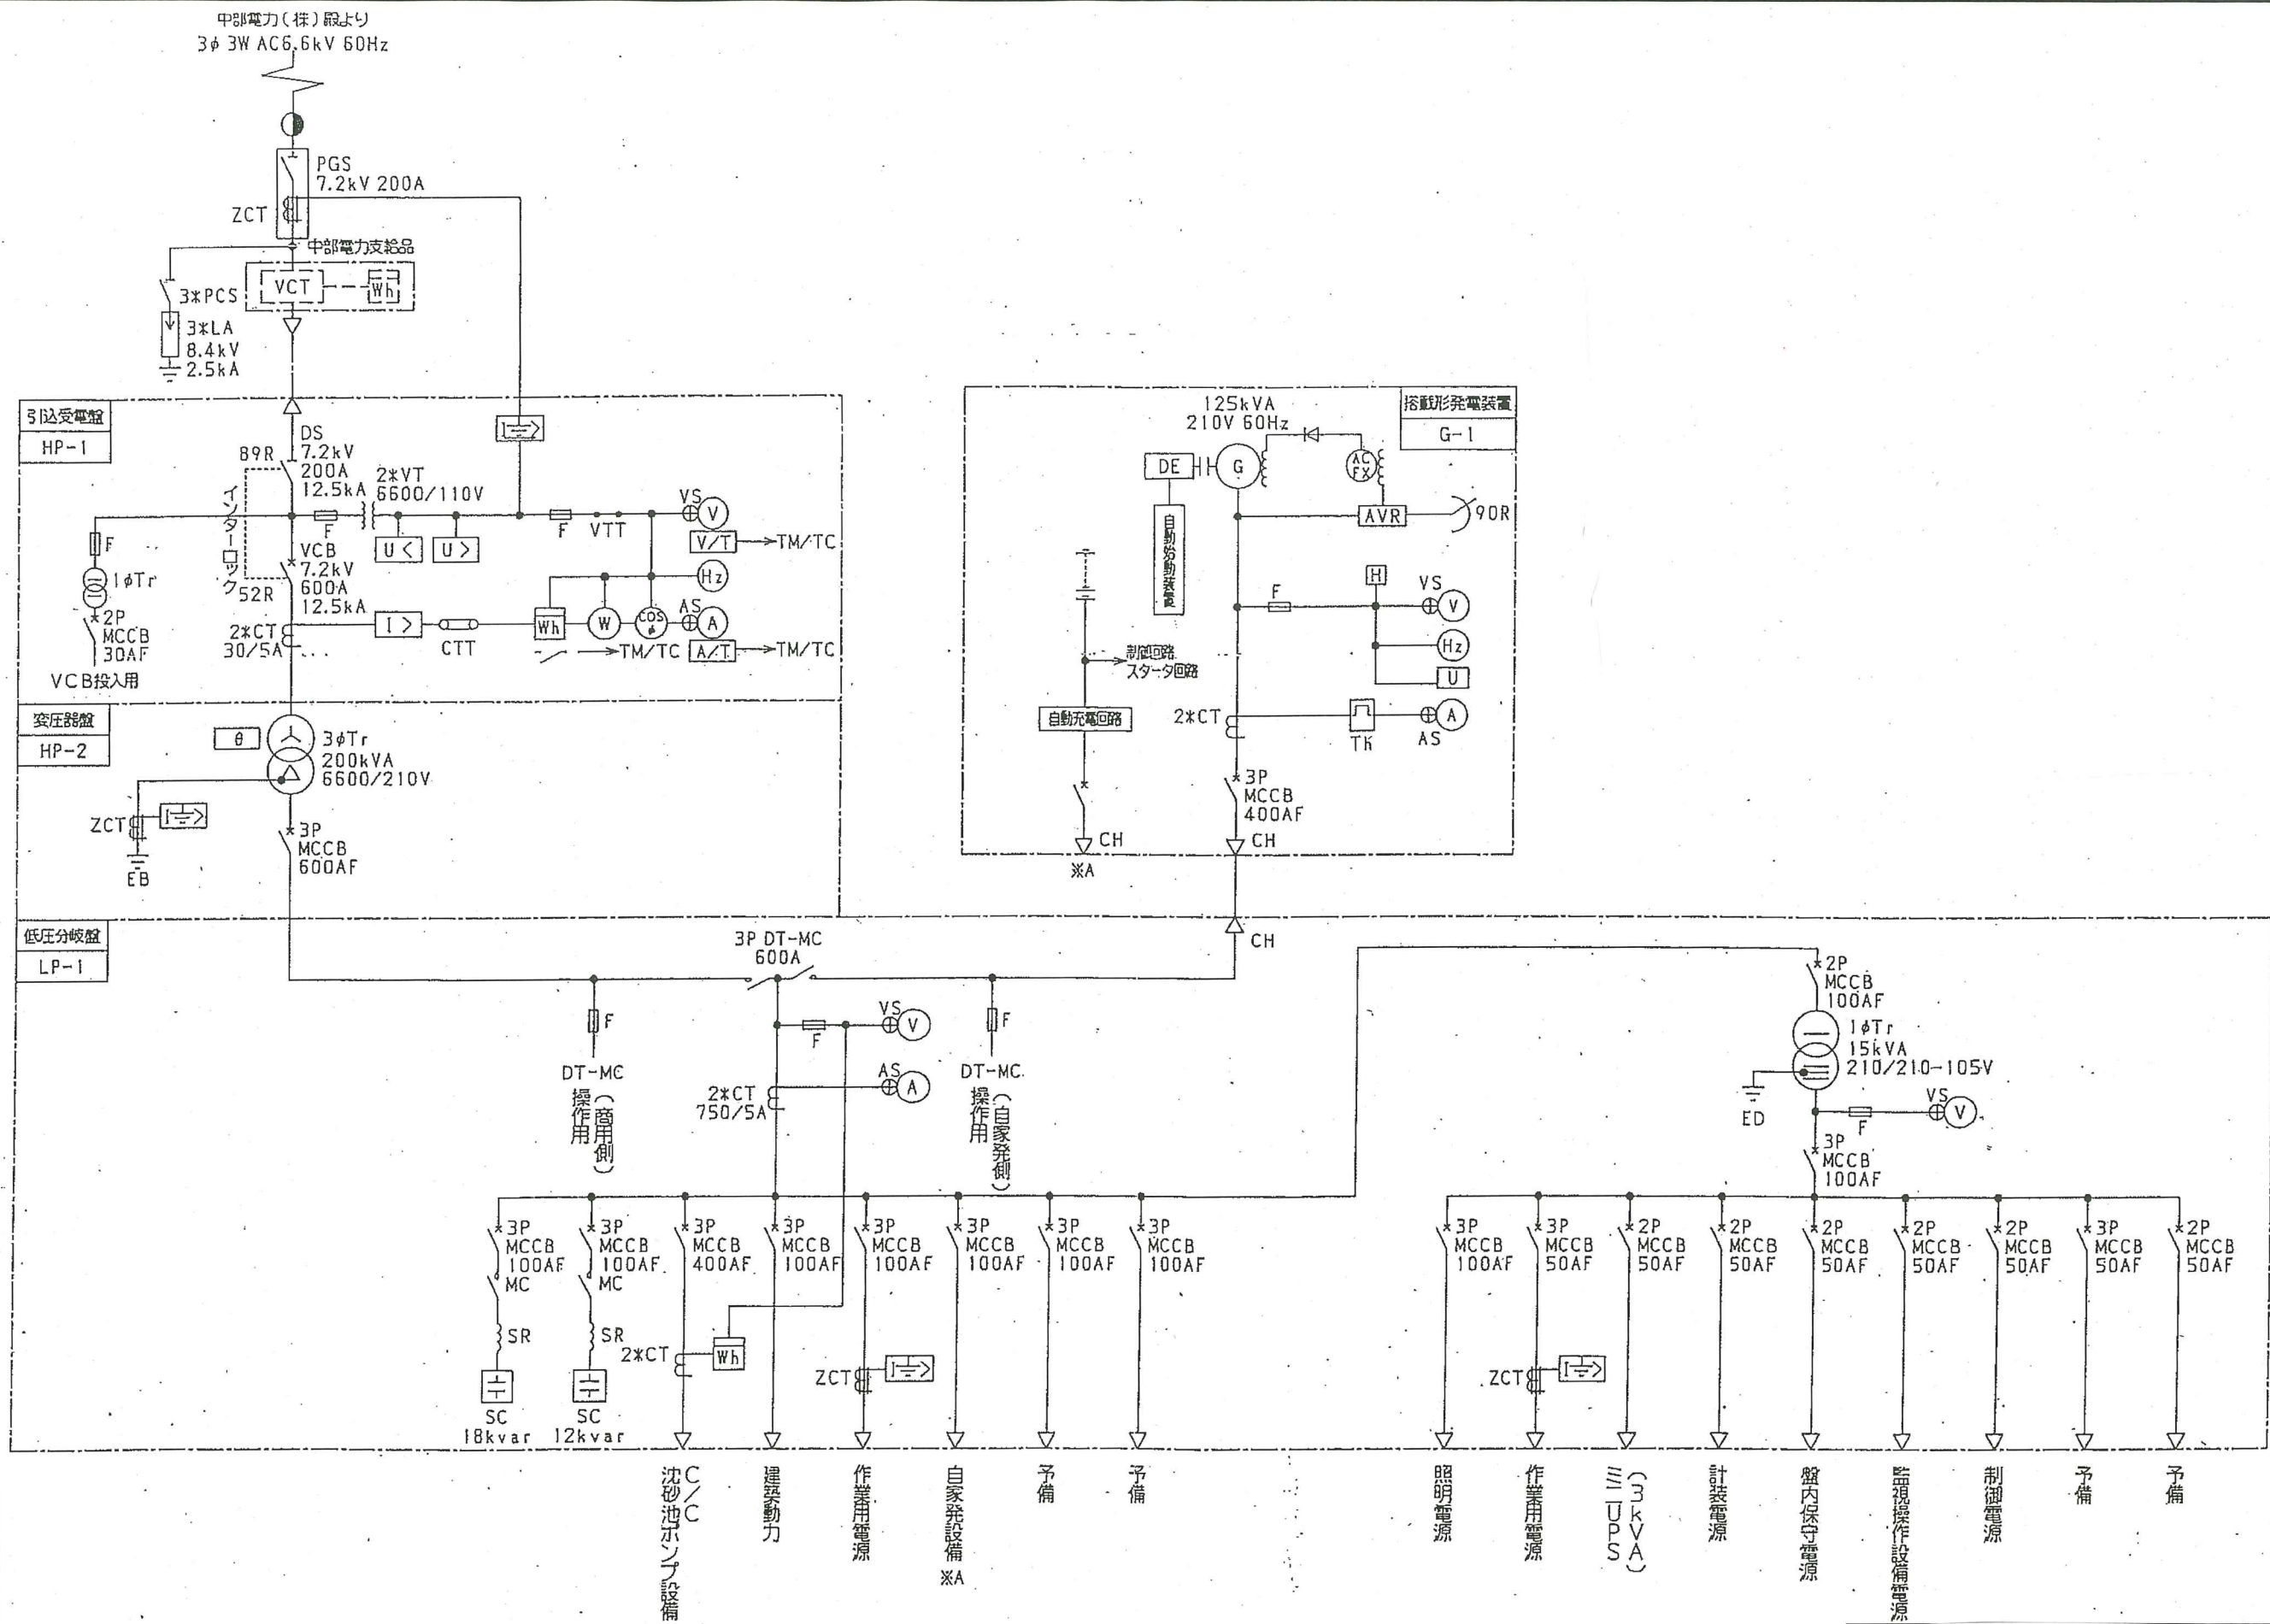 中部電力(株)殿より
3φ 3W AC6.6kV 60Hz
PGS
7.2kV 200A
ZCT
中部電力支給品
VCT
Wh
3*PCS
3*LA
8.4kV
2.5kA
引込受電盤
HP-1
DS
7.2kV
200A
12.5kA
89R
インターロック
2*VT
6600/110V
F
U<
U>
I⏚>
F
VTT
VS
V
V/T
TM/TC
F
1φTr
2P
MCCB
30AF
VCB投入用
VCB
7.2kV
600A
12.5kA
52R
2*CT
30/5A
I>
CTT
Wh
W
COSφ
Hz
AS
A
TM/TC
A/T
TM/TC
変圧器盤
HP-2
θ
3φTr
200kVA
6600/210V
ZCT
I⏚>
EB
3P
MCCB
600AF
搭載形発電装置
G-1
125kVA
210V 60Hz
DE
G
AC
EX
AVR
90R
自動始動装置
制御回路
スタータ回路
自動充電回路
CH
※A
F
H
VS
V
Hz
U
2*CT
Th
AS
A
3P
MCCB
400AF
CH
低圧分岐盤
LP-1
3P DT-MC
600A
CH
F
DT-MC
操作用
(商用側)
F
VS
V
2*CT
750/5A
AS
A
F
DT-MC
操作用
(自家発側)
2P
MCCB
100AF
1φTr
15kVA
210/210-105V
ED
F
VS
V
3P
MCCB
100AF
3P
MCCB
100AF
MC
SR
SC
18kvar
3P
MCCB
100AF
MC
SR
SC
12kvar
3P
MCCB
400AF
2*CT
Wh
3P
MCCB
100AF
3P
MCCB
100AF
ZCT
I⏚>
3P
MCCB
100AF
3P
MCCB
100AF
3P
MCCB
100AF
3P
MCCB
100AF
3P
MCCB
50AF
ZCT
I⏚>
2P
MCCB
50AF
2P
MCCB
50AF
2P
MCCB
50AF
2P
MCCB
50AF
2P
MCCB
50AF
3P
MCCB
50AF
2P
MCCB
50AF
C/C
沈砂池ポンプ設備
建築動力
作業用電源
自家発設備
※A
予備
予備
照明電源
作業用電源
(3kVA)
ミニUPS
計装電源
盤内保守電源
監視操作設備電源
制御電源
予備
予備